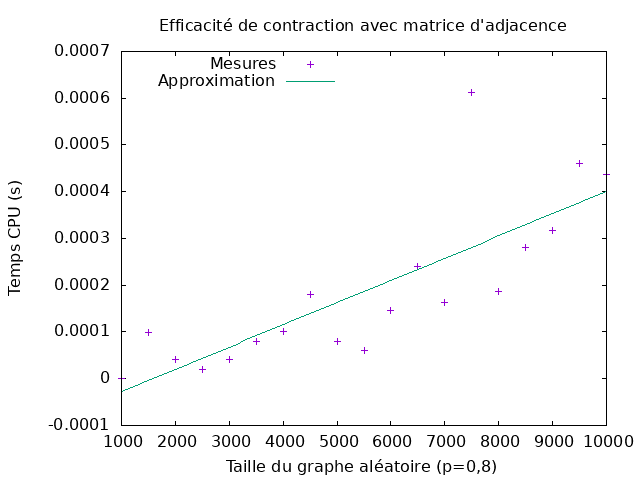 Efficacité de contraction avec matrice d'adjacence
0.0007
0.0006
0.0005
0.0004
0.0003
0.0002
0.0001
0
-0.0001
Temps CPU (s)
Mesures
Approximation
1000 2000 3000 4000 5000 6000 7000 8000 9000 10000
Taille du graphe aléatoire (p=0,8)